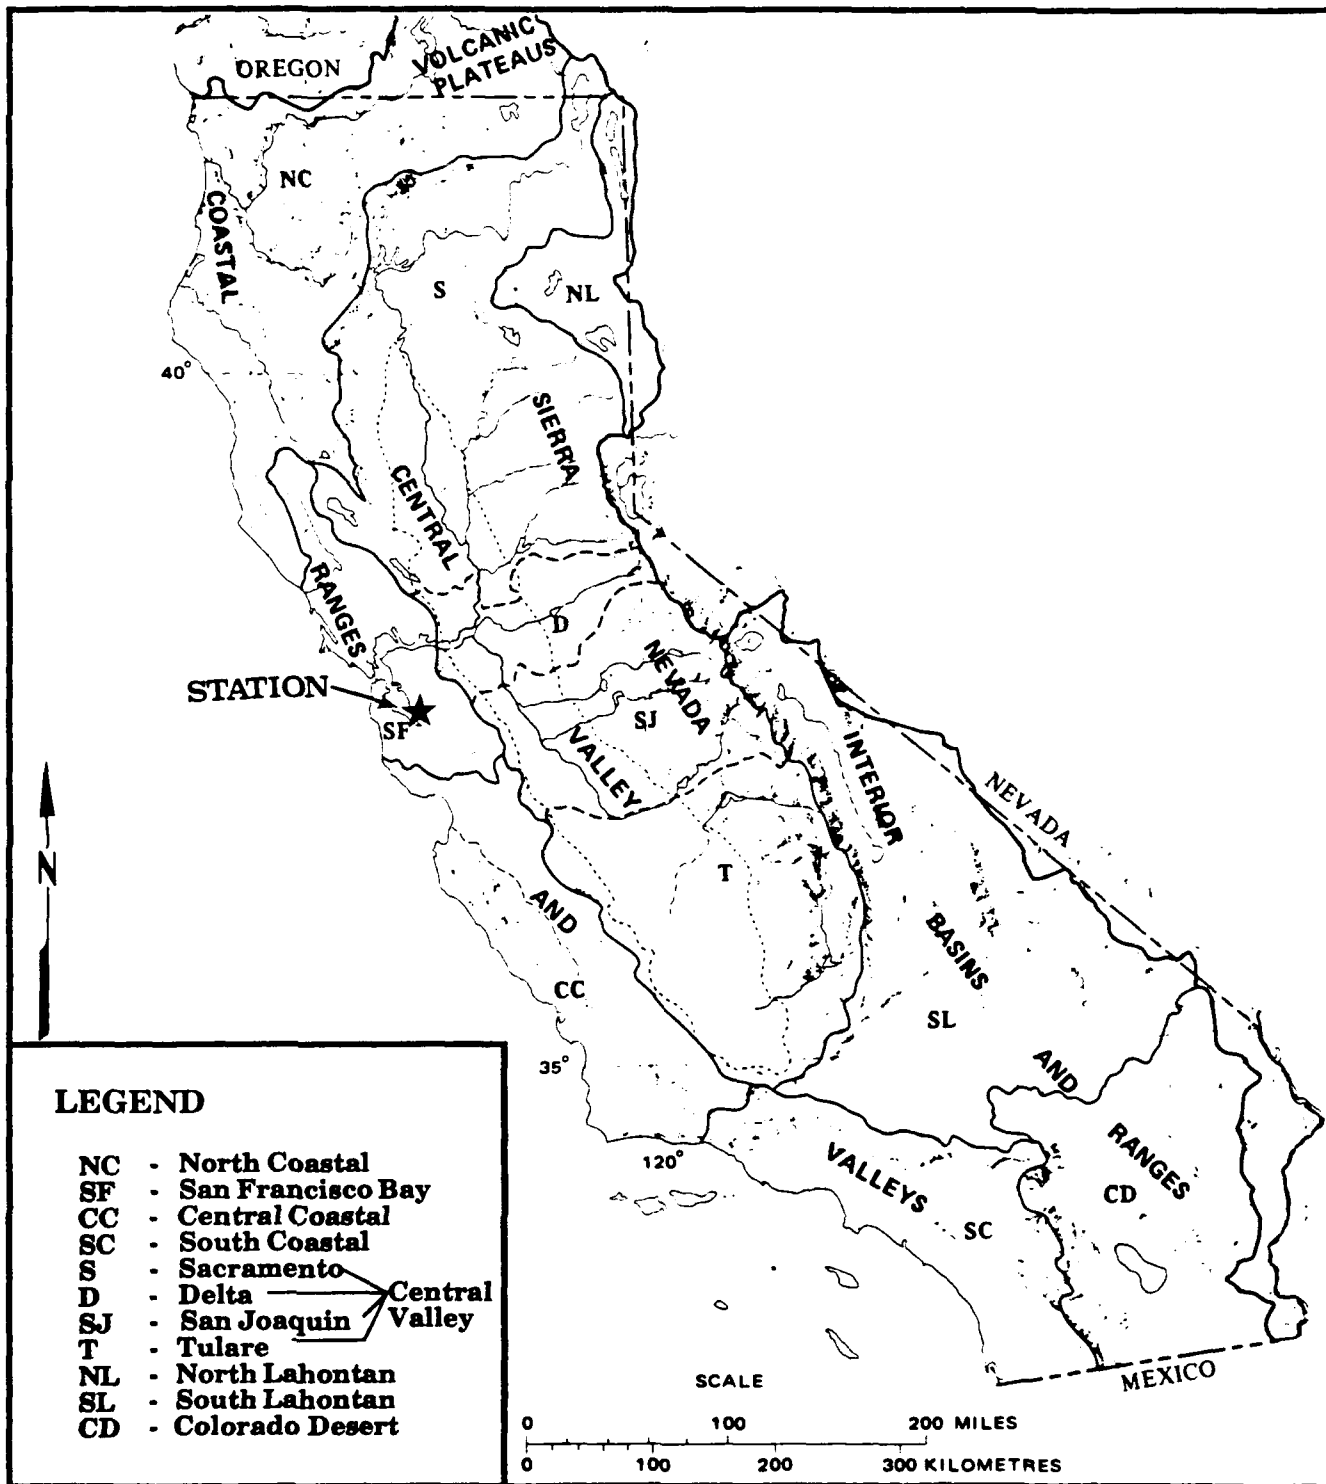 OREGON
VOLCANIC
PLATEAUS
NC
COASTAL
S
NL
40°
SIERRA
CENTRAL
RANGES
D
NEVADA
STATION
SF
SJ
VALLEY
INTERIOR
NEVADA
N
T
AND
BASINS
CC
SL
35°
AND
RANGES
120°
VALLEYS
CD
SC
MEXICO
LEGEND
NC - North Coastal
SF - San Francisco Bay
CC - Central Coastal
SC - South Coastal
S - Sacramento
D - Delta
Central
SJ - San Joaquin
Valley
T - Tulare
NL - North Lahontan
SL - South Lahontan
CD - Colorado Desert
SCALE
0 100 200 MILES
0 100 200 300 KILOMETRES